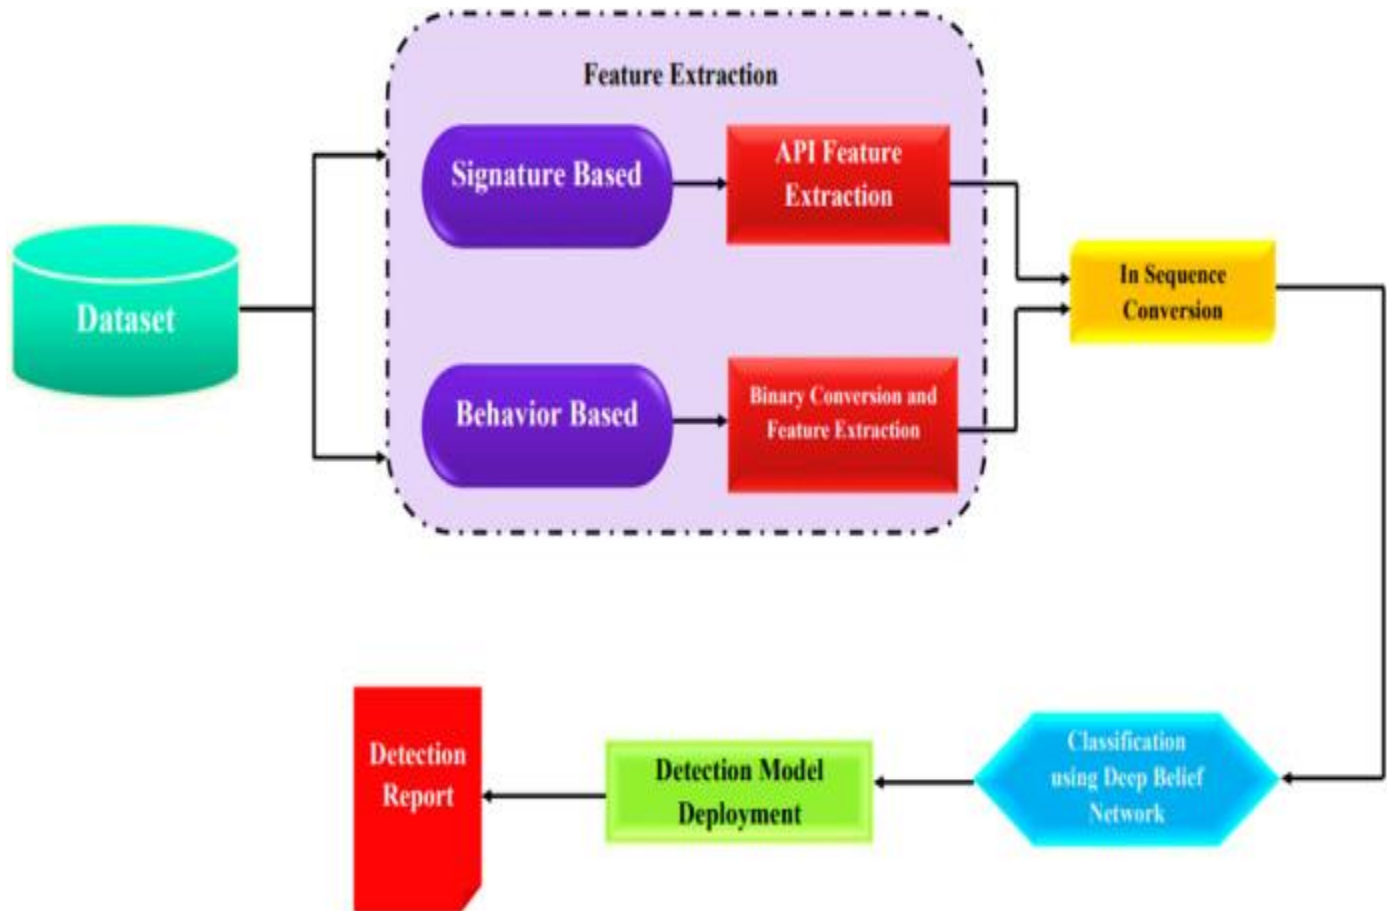 Feature Extraction
Signature Based
API Feature
Extraction
Dataset
In Sequence
Conversion
Behavior Based
Binary Conversion and
Feature Extraction
Classification
using Deep Belief
Network
Detection Model
Deployment
Detection
Report